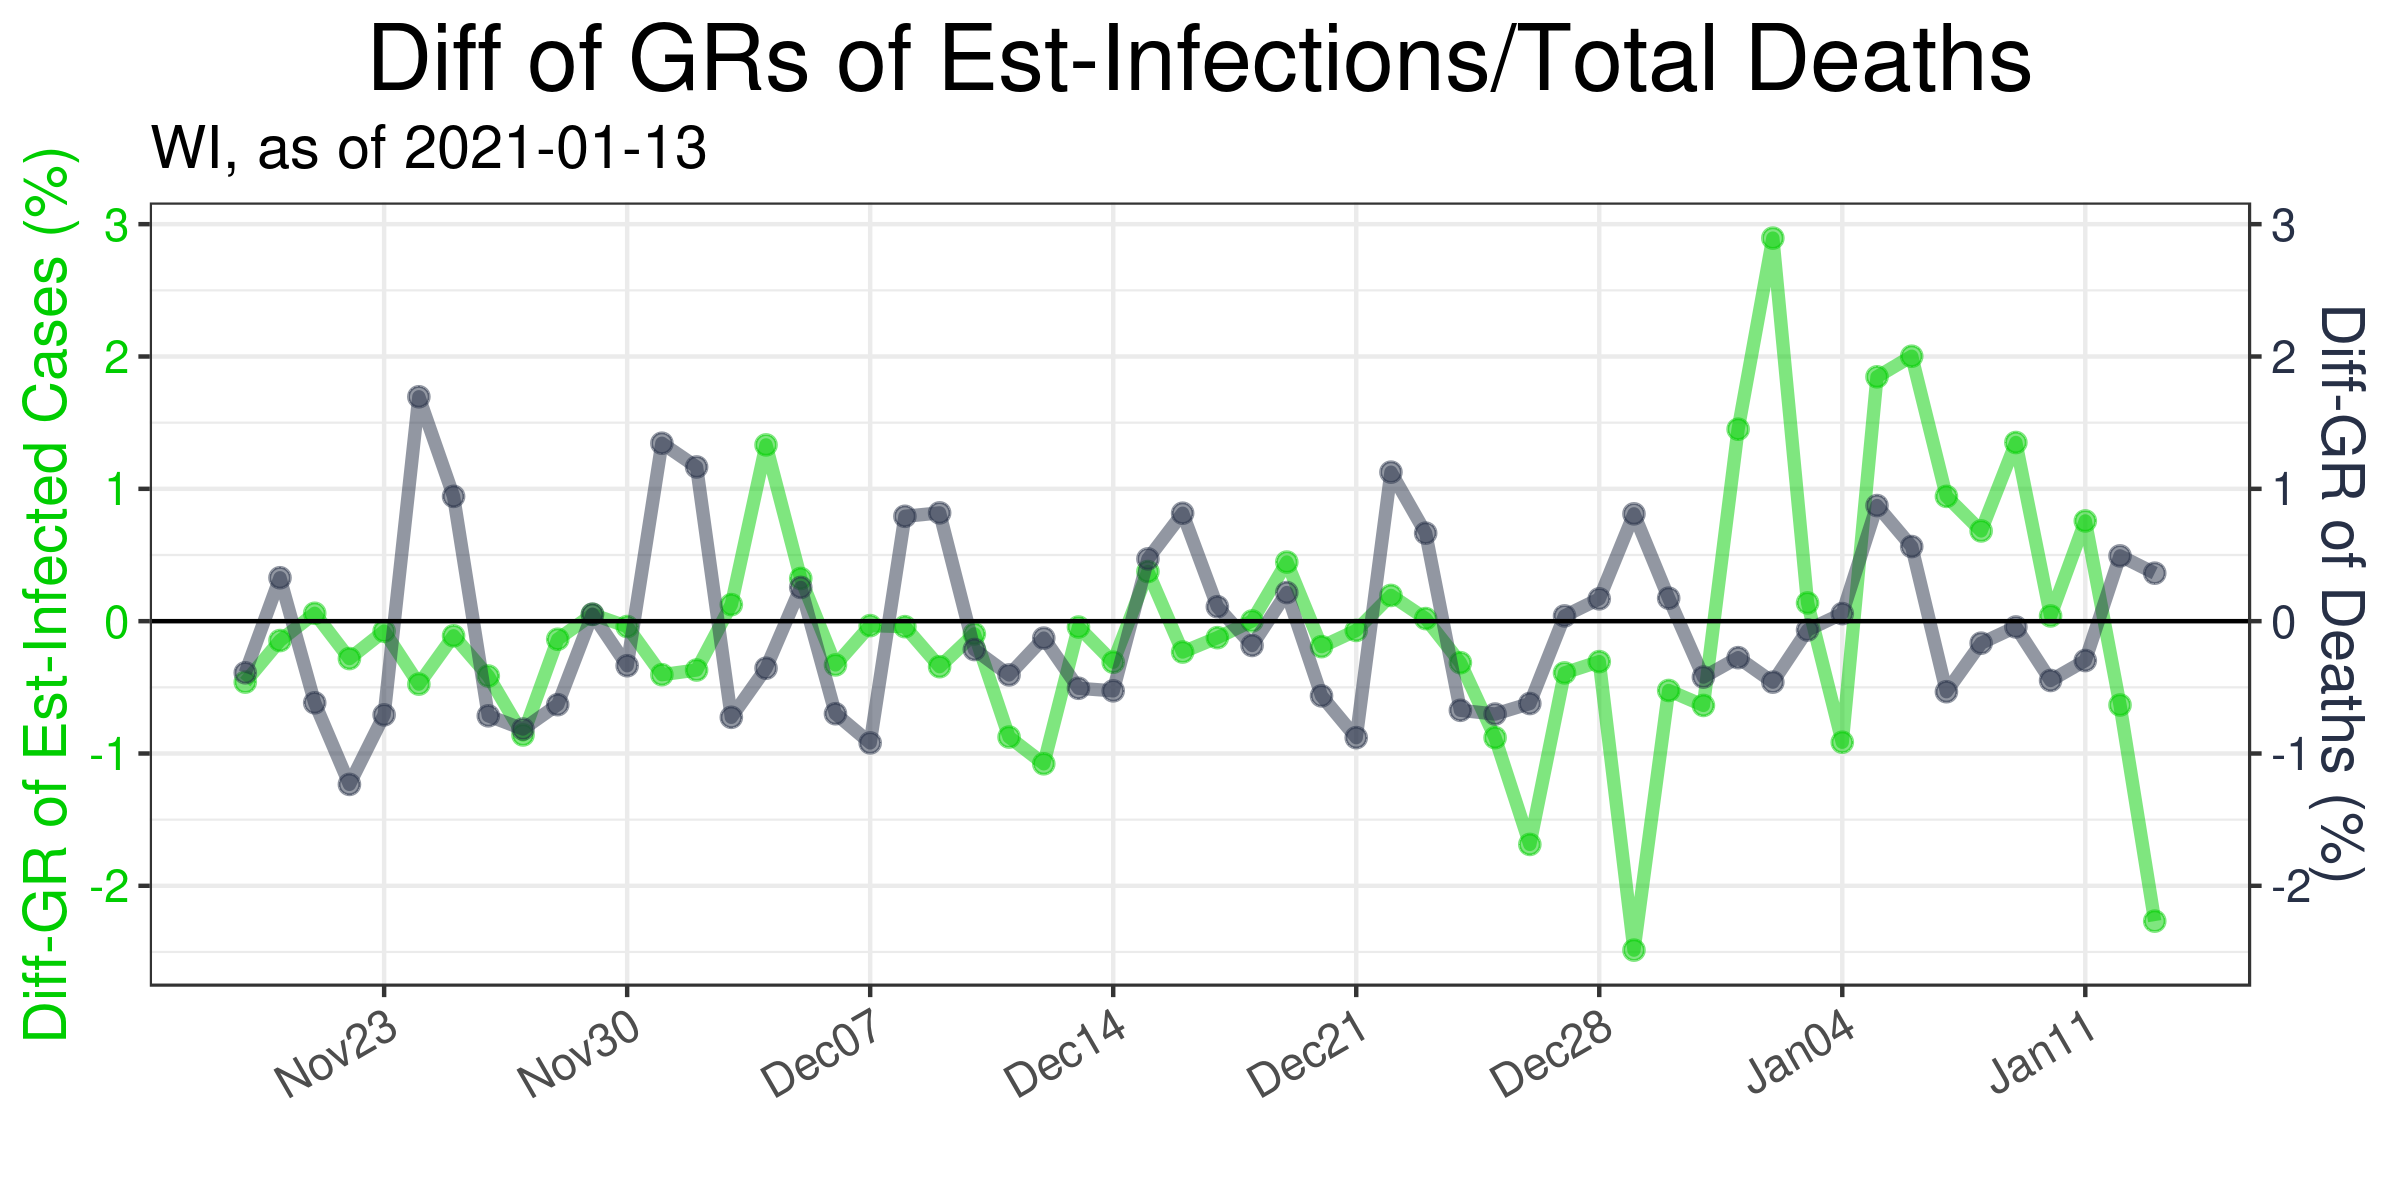 Diff of GRs of Est-Infections/Total Deaths
WI, as of 2021-01-13
Diff-GR of Est-Infected Cases (%)
3
2
1
0
-1
-2
3
2
1
0
-1
-2
Diff-GR of Deaths (%)
Nov23
Nov30
Dec07
Dec14
Dec21
Dec28
Jan04
Jan11